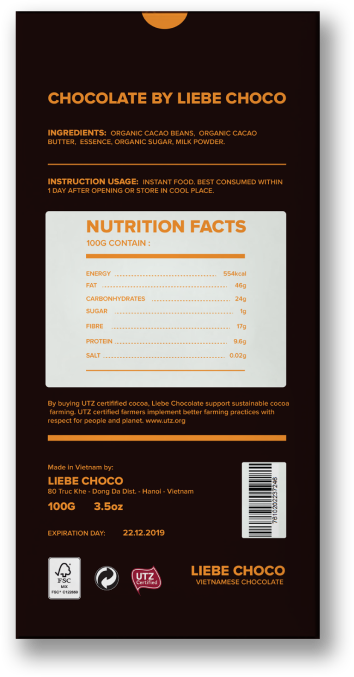 CHOCOLATE BY LIEBE CHOCO
INGREDIENTS: ORGANIC CACAO BEANS, ORGANIC CACAO
BUTTER, ESSENCE, ORGANIC SUGAR, MILK POWDER.
INSTRUCTION USAGE: INSTANT FOOD. BEST CONSUMED WITHIN
1 DAY AFTER OPENING OR STORE IN COOL PLACE.
NUTRITION FACTS
100G CONTAIN :
ENERGY 554kcal
FAT 46g
CARBONHYDRATES 24g
SUGAR 1g
FIBRE 17g
PROTEIN 9.6g
SALT 0.02g
By buying UTZ certifified cocoa, Liebe Chocolate support sustainable cocoa
farming. UTZ certified farmers implement better farming practices with
respect for people and planet. www.utz.org
Made in Vietnam by:
LIEBE CHOCO
80 Truc Khe - Dong Da Dist. - Hanoi - Vietnam
100G 3.5oz
7610202237246
EXPIRATION DAY: 22.12.2019
FSC
MIX
FSC® C122660
UTZ
Certified
LIEBE CHOCO
VIETNAMESE CHOCOLATE